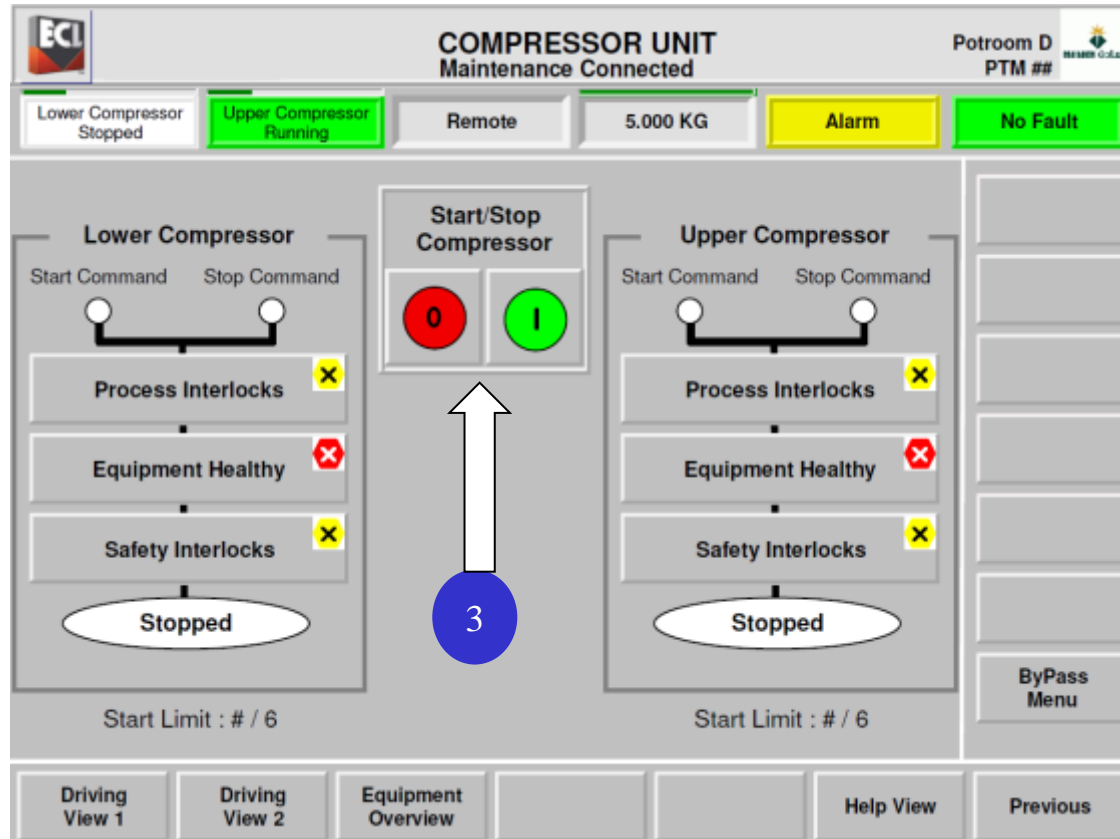 ECL
COMPRESSOR UNIT
Maintenance Connected
Potroom D
PTM ##
Lower Compressor
Stopped
Upper Compressor
Running
Remote
5.000 KG
Alarm
No Fault
Lower Compressor
Start Command
Stop Command
Process Interlocks
Equipment Healthy
Safety Interlocks
Stopped
Start Limit : # / 6
Start/Stop
Compressor
0
I
3
Upper Compressor
Start Command
Stop Command
Process Interlocks
Equipment Healthy
Safety Interlocks
Stopped
Start Limit : # / 6
ByPass
Menu
Driving
View 1
Driving
View 2
Equipment
Overview
Help View
Previous